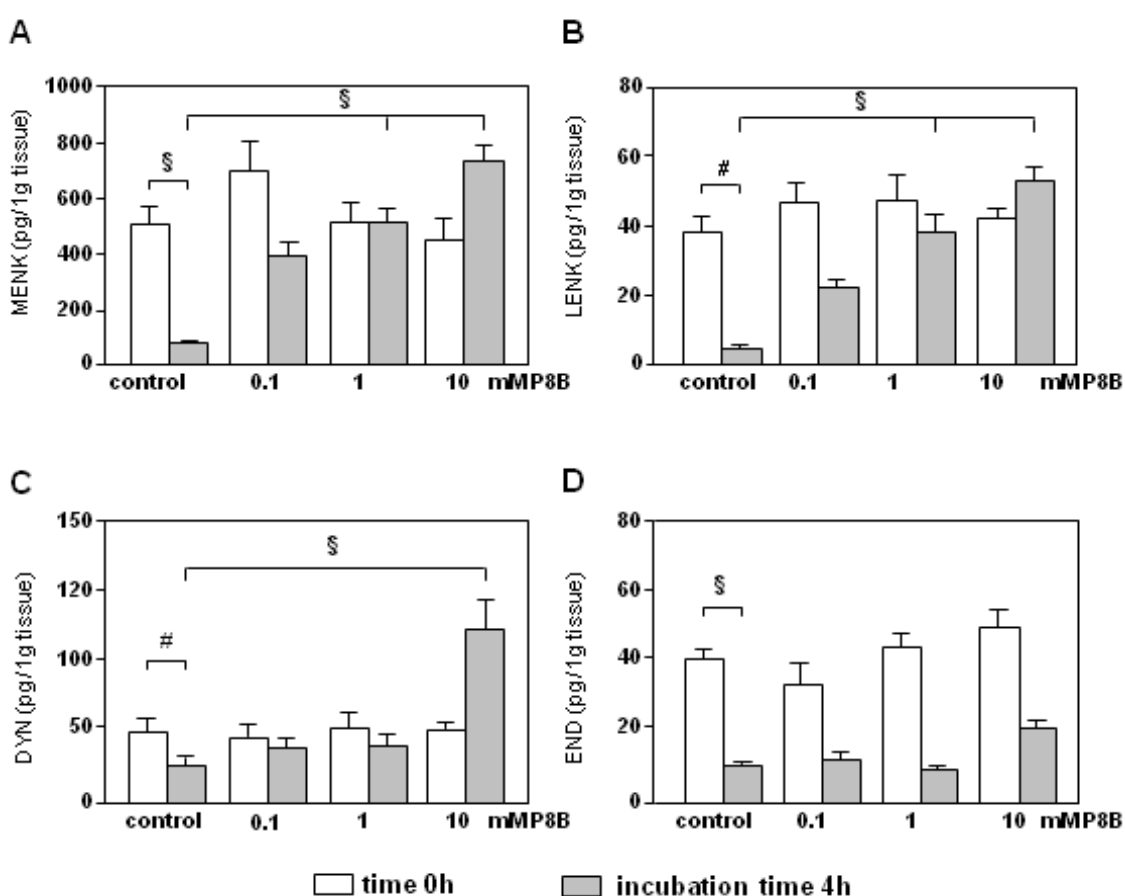 A
MENK (pg/1g tissue)
1000
800
600
400
200
0
§
§
control
0.1
1
10
mMP8B
B
LENK (pg/1g tissue)
80
60
40
20
0
§
#
control
0.1
1
10
mMP8B
C
DYN (pg/1g tissue)
150
120
100
50
0
§
#
control
0.1
1
10
mMP8B
D
END (pg/1g tissue)
80
60
40
20
0
§
control
0.1
1
10
mMP8B
time 0h
incubation time 4h